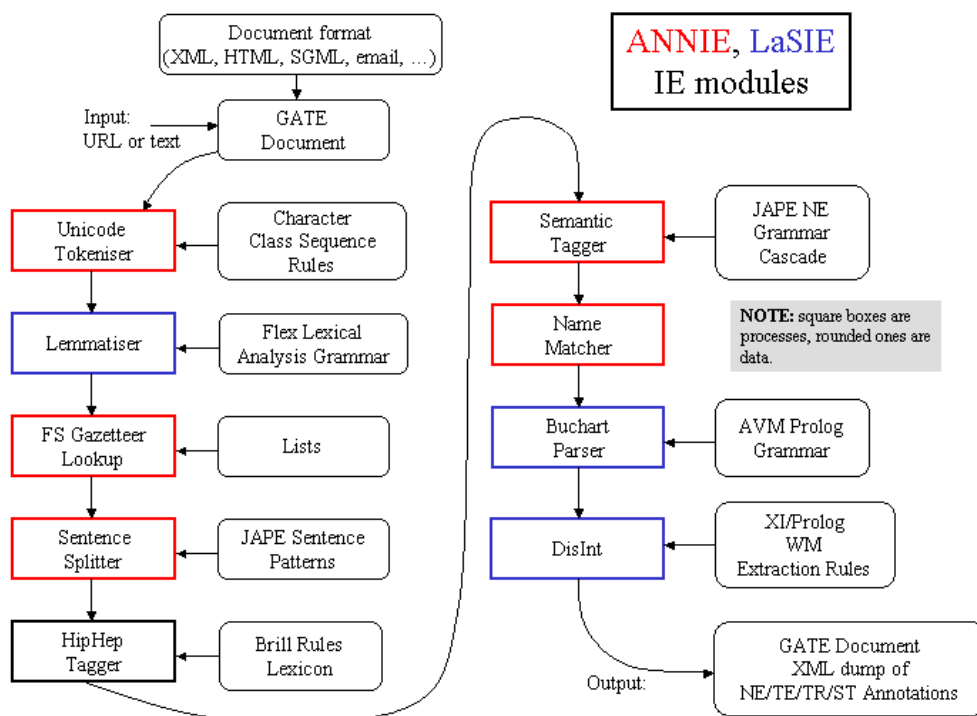 Document format
(XML, HTML, SGML, email, …)
ANNIE, LaSIE
IE modules
Input:
URL or text
GATE
Document
Unicode
Tokeniser
Character
Class Sequence
Rules
Lemmatiser
Flex Lexical
Analysis Grammar
FS Gazetteer
Lookup
Lists
Sentence
Splitter
JAPE Sentence
Patterns
HipHep
Tagger
Brill Rules
Lexicon
Semantic
Tagger
JAPE NE
Grammar
Cascade
NOTE: square boxes are
processes, rounded ones are
data.
Name
Matcher
Buchart
Parser
AVM Prolog
Grammar
DisInt
XI/Prolog
WM
Extraction Rules
Output:
GATE Document
XML dump of
NE/TE/TR/ST Annotations